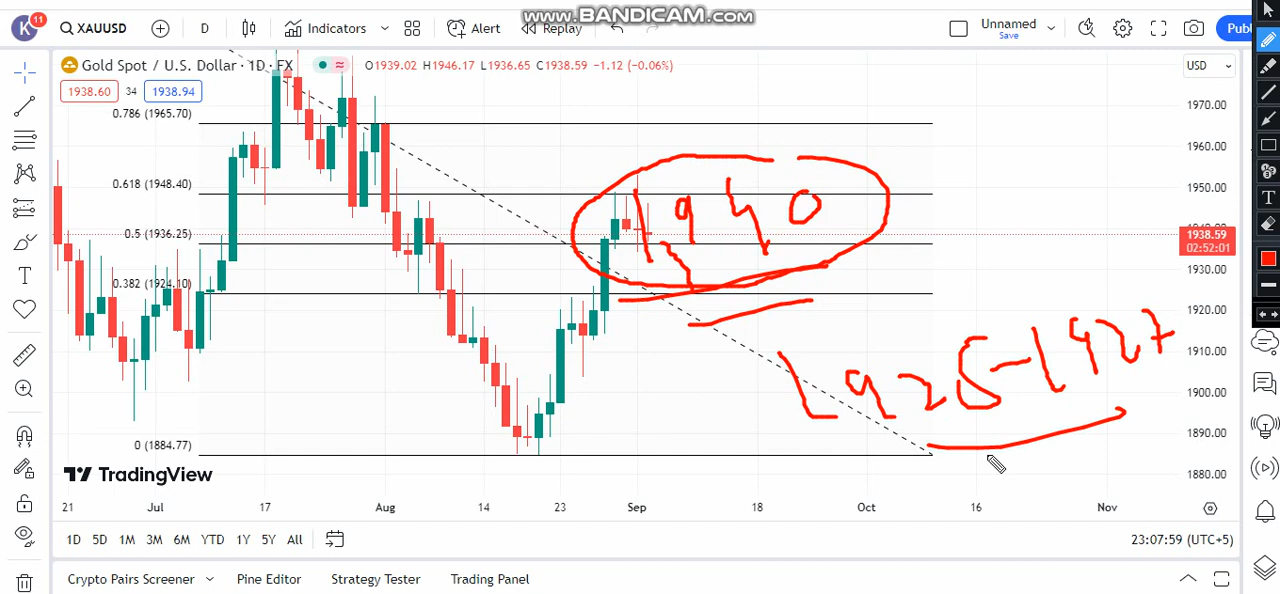 www.BANDICAM.com
K 11 XAUUSD D Indicators Alert Replay Unnamed Save Publ
Gold Spot / U.S. Dollar · 1D · FX O1939.02 H1946.17 L1936.65 C1938.59 −1.12 (−0.06%) USD
1938.60 34 1938.94
0.786 (1965.70)
0.618 (1948.40)
0.5 (1936.25)
0.382 (1924.10)
0 (1884.77)
1940
1925-1927
1970.00
1960.00
1950.00
1938.59
02:52:01
1930.00
1920.00
1910.00
1900.00
1890.00
1880.00
TradingView
21 Jul 17 Aug 14 23 Sep 18 Oct 16 Nov
1D 5D 1M 3M 6M YTD 1Y 5Y All 23:07:59 (UTC+5)
Crypto Pairs Screener Pine Editor Strategy Tester Trading Panel